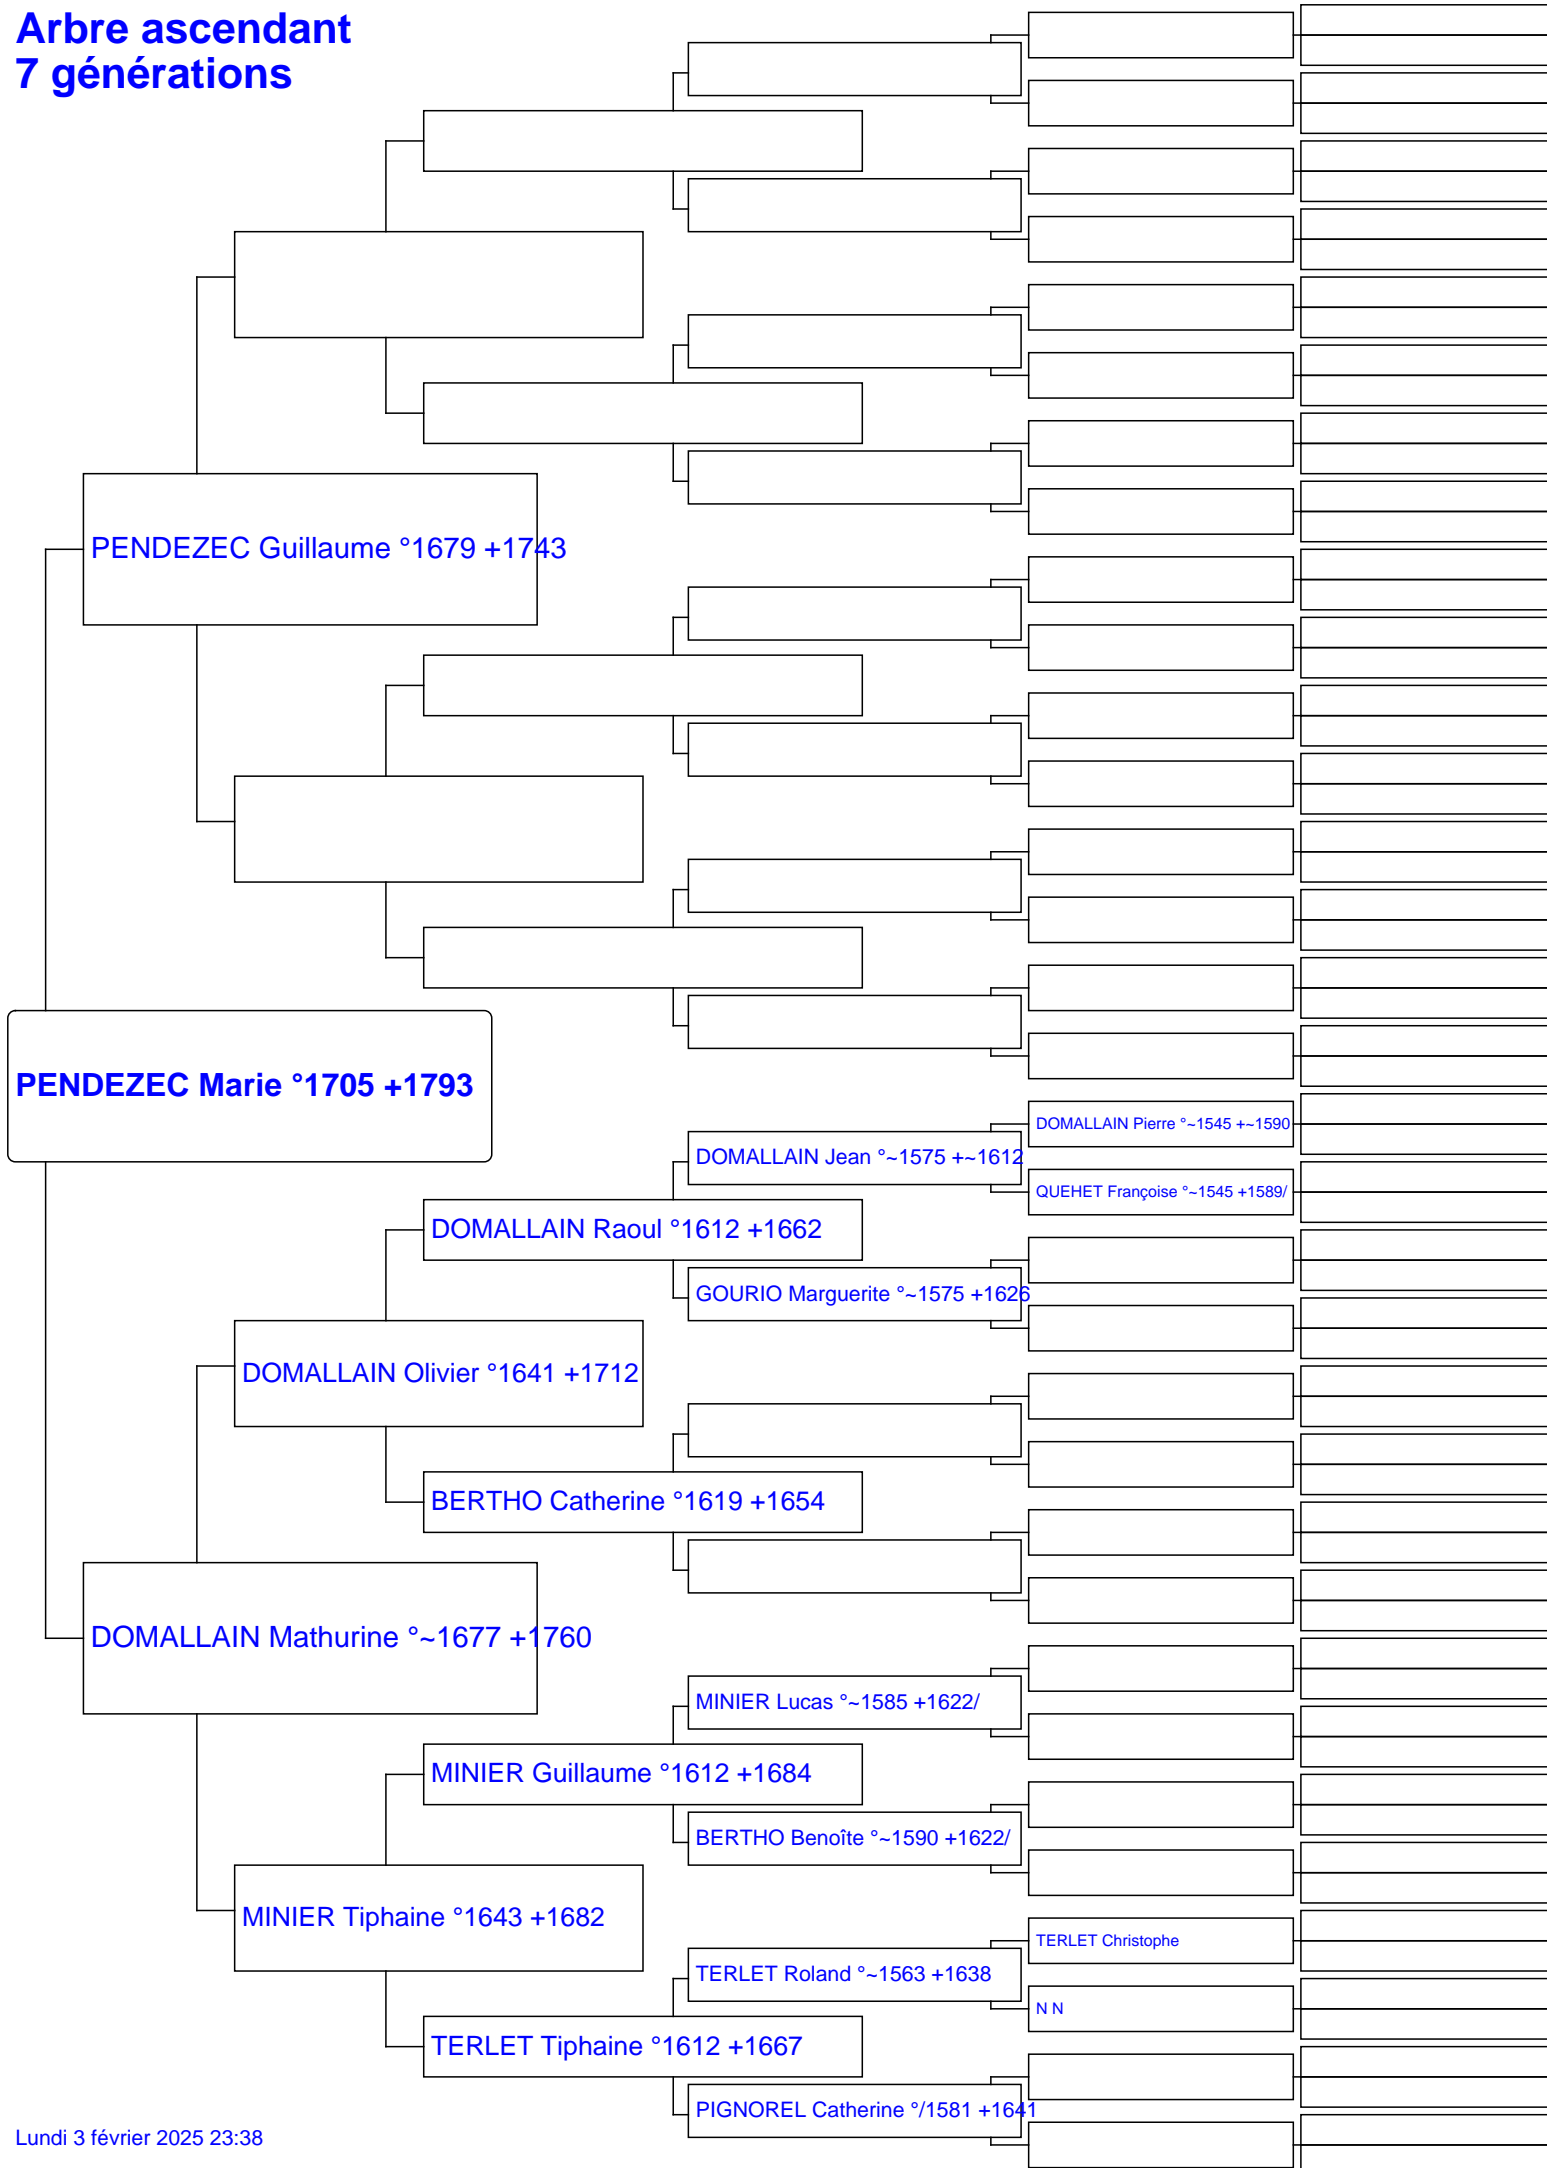 Arbre ascendant
7 générations
PENDEZEC Guillaume °1679 +1743
PENDEZEC Marie °1705 +1793
DOMALLAIN Pierre °~1545 +~1590
DOMALLAIN Jean °~1575 +~1612
QUEHET Françoise °~1545 +1589/
DOMALLAIN Raoul °1612 +1662
GOURIO Marguerite °~1575 +1626
DOMALLAIN Olivier °1641 +1712
BERTHO Catherine °1619 +1654
DOMALLAIN Mathurine °~1677 +1760
MINIER Lucas °~1585 +1622/
MINIER Guillaume °1612 +1684
BERTHO Benoîte °~1590 +1622/
MINIER Tiphaine °1643 +1682
TERLET Christophe
TERLET Roland °~1563 +1638
N N
TERLET Tiphaine °1612 +1667
PIGNOREL Catherine °/1581 +1641
Lundi 3 février 2025 23:38